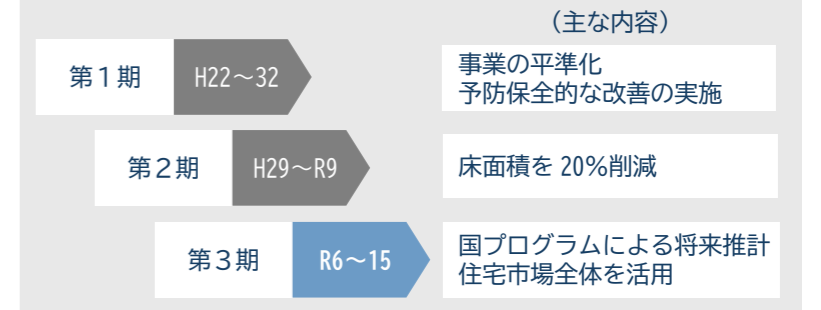 （主な内容）
第１期 H22～32
事業の平準化
予防保全的な改善の実施
第２期 H29～R9
床面積を 20％削減
第３期 R6～15
国プログラムによる将来推計
住宅市場全体を活用